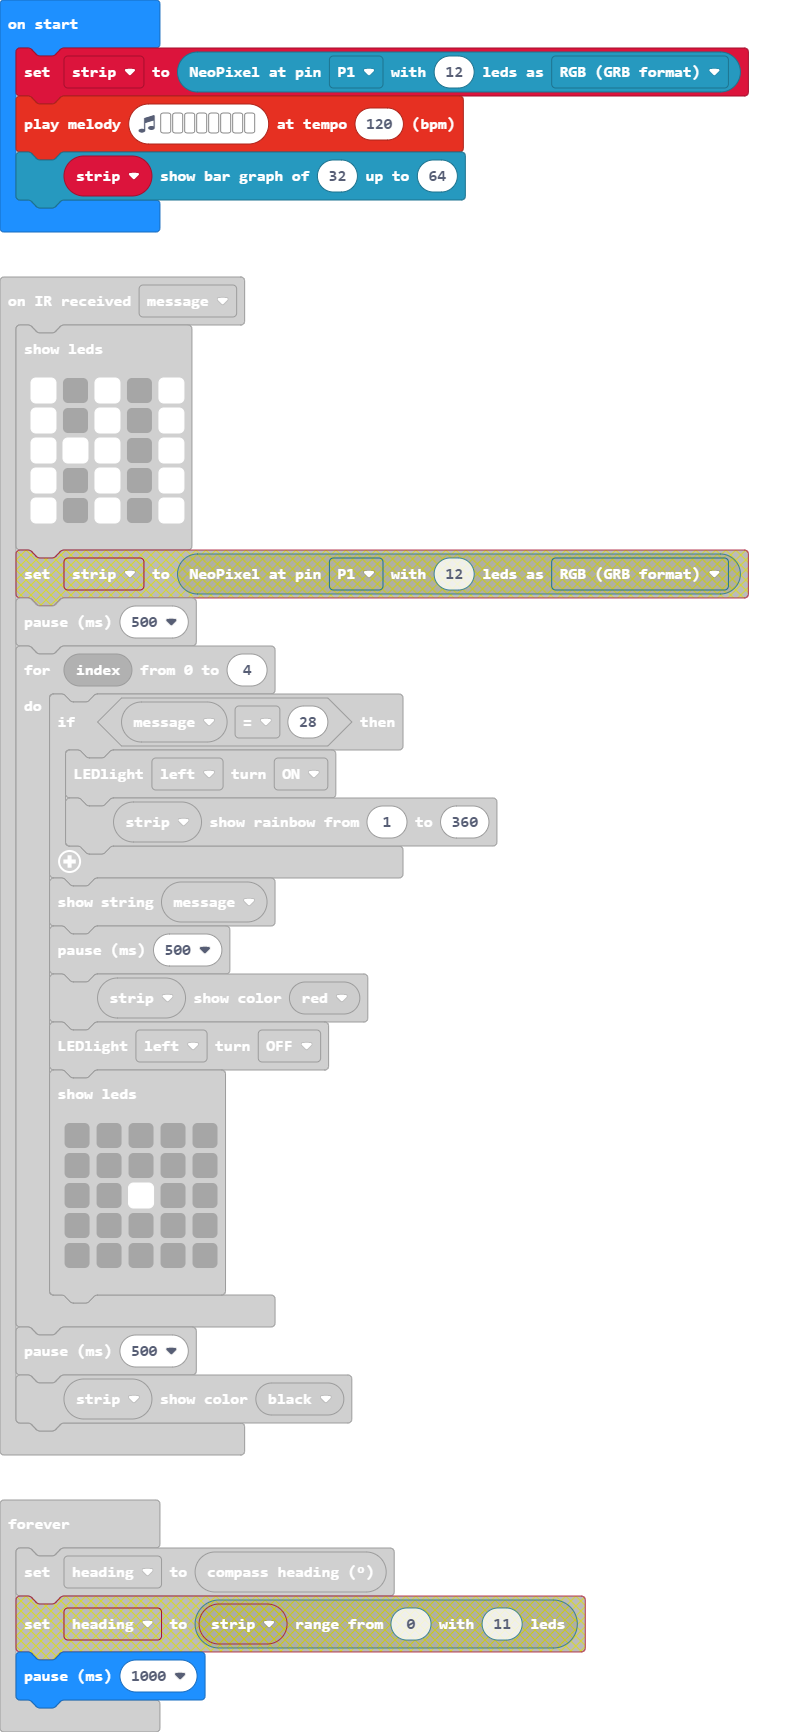 on start
set strip to NeoPixel at pin P1 with 12 leds as RGB (GRB format)
play melody at tempo 120 (bpm)
strip show bar graph of 32 up to 64
on IR received message
show leds
set strip to NeoPixel at pin P1 with 12 leds as RGB (GRB format)
pause (ms) 500
for index from 0 to 4
do
if message = 28 then
LEDlight left turn ON
strip show rainbow from 1 to 360
show string message
pause (ms) 500
strip show color red
LEDlight left turn OFF
show leds
pause (ms) 500
strip show color black
forever
set heading to compass heading (º)
set heading to strip range from 0 with 11 leds
pause (ms) 1000